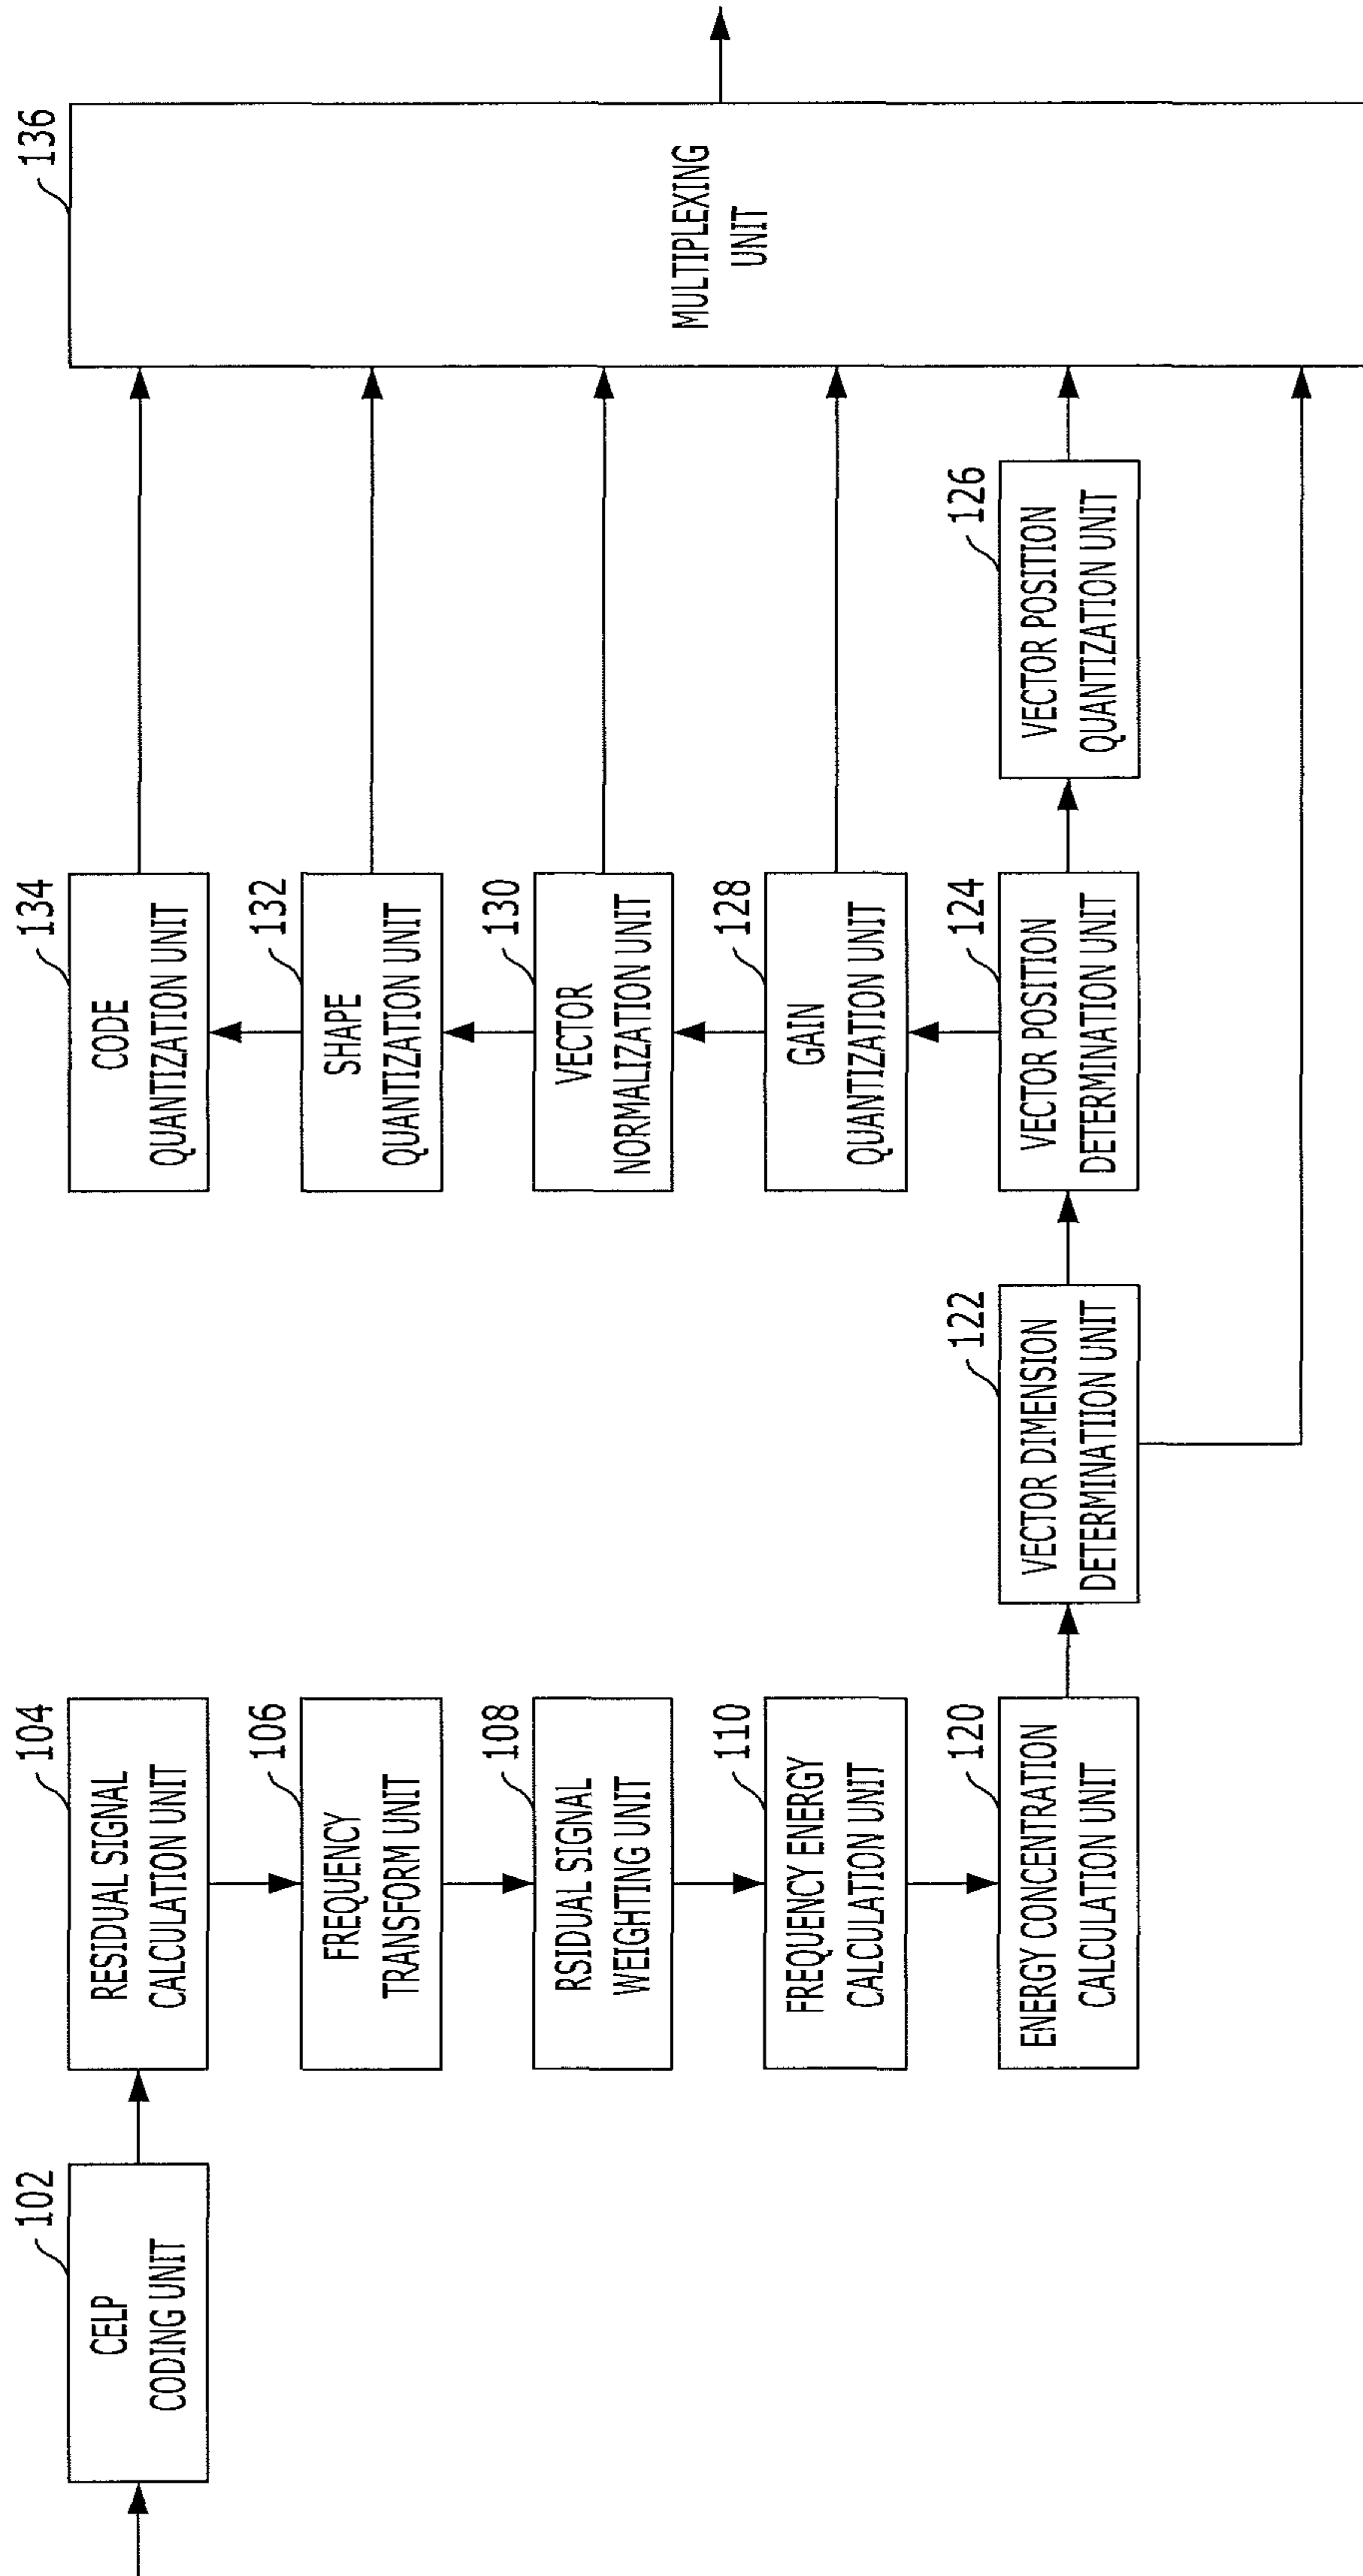 102
CELP
CODING UNIT
104
RESIDUAL SIGNAL
CALCULATION UNIT
106
FREQUENCY
TRANSFORM UNIT
108
RSIDUAL SIGNAL
WEIGHTING UNIT
110
FREQUENCY ENERGY
CALCULATION UNIT
120
ENERGY CONCENTRATION
CALCULATION UNIT
122
VECTOR DIMENSION
DETERMINATION UNIT
124
VECTOR POSITION
DETERMINATION UNIT
126
VECTOR POSITION
QUANTIZATION UNIT
128
GAIN
QUANTIZATION UNIT
130
VECTOR
NORMALIZATION UNIT
132
SHAPE
QUANTIZATION UNIT
134
CODE
QUANTIZATION UNIT
136
MULTIPLEXING
UNIT